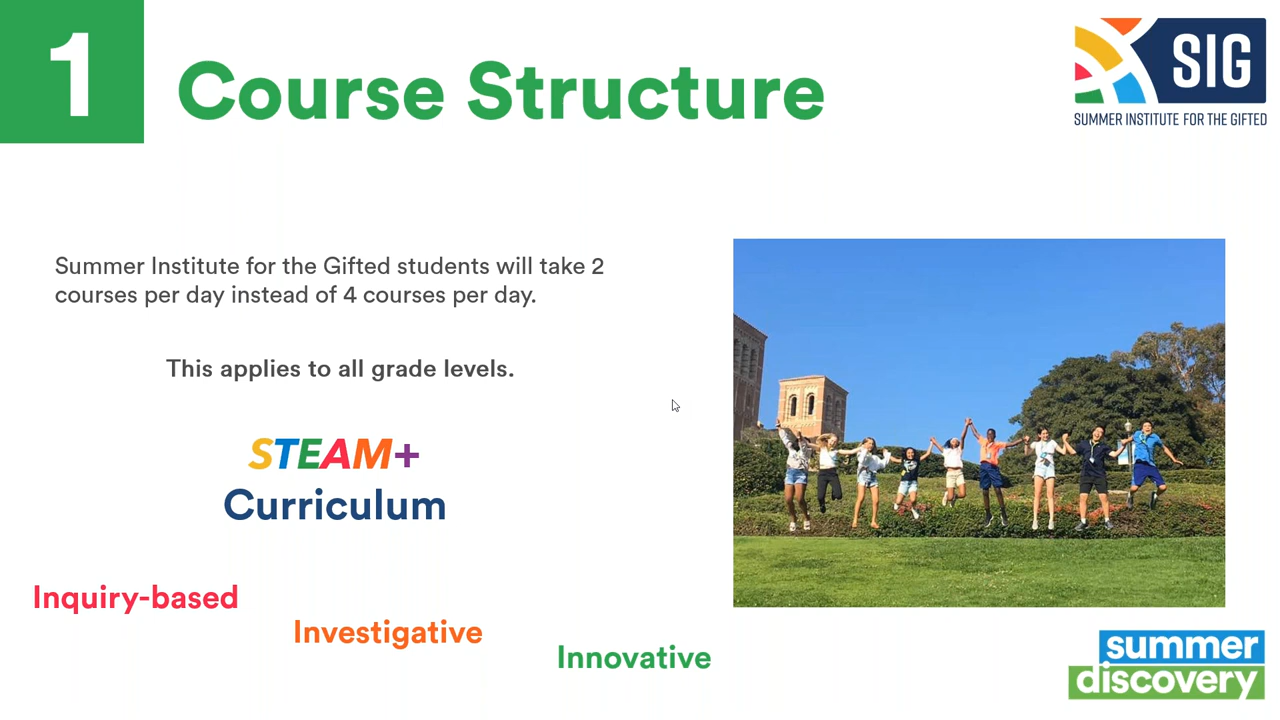 1
Course Structure
SIG
SUMMER INSTITUTE FOR THE GIFTED
Summer Institute for the Gifted students will take 2
courses per day instead of 4 courses per day.
This applies to all grade levels.
STEAM+
Curriculum
Inquiry-based
Investigative
Innovative
summer
discovery